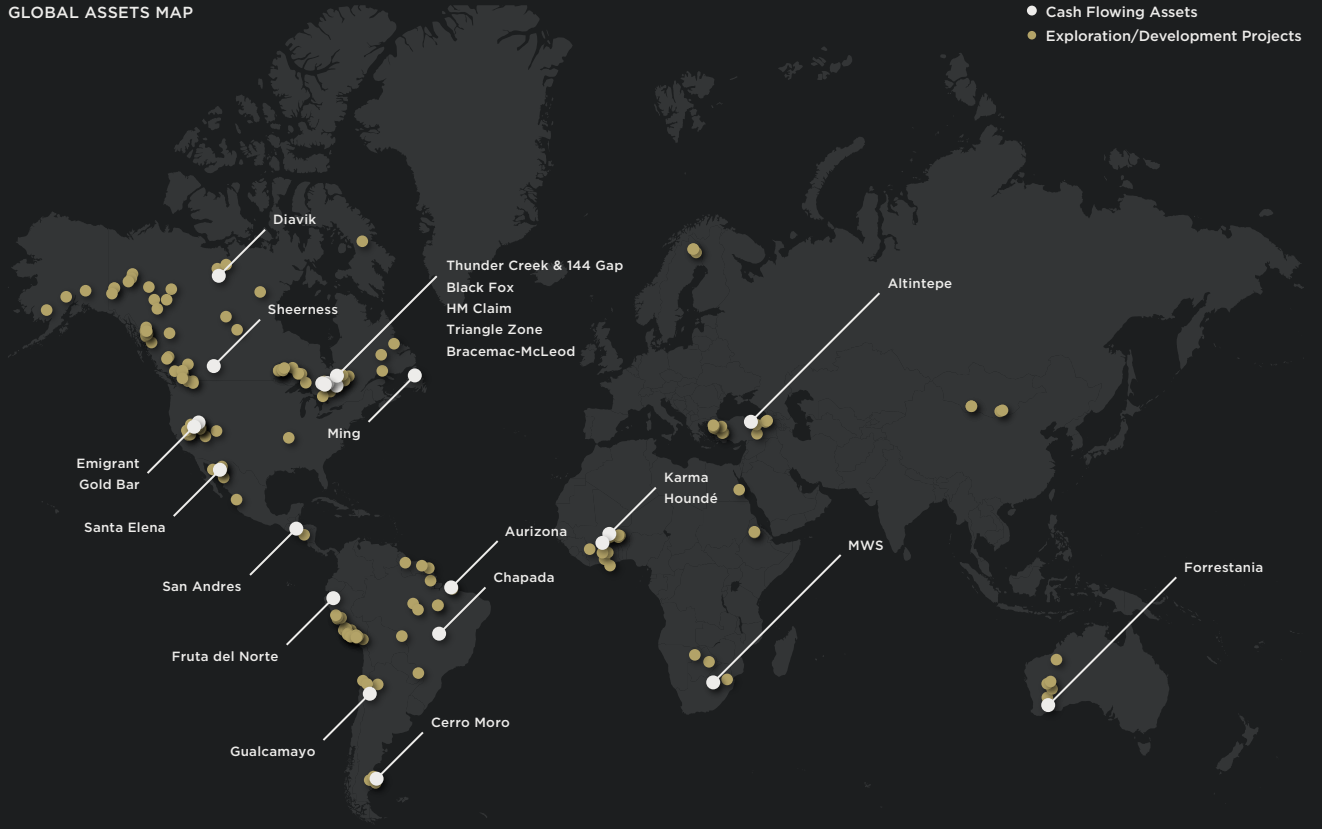 GLOBAL ASSETS MAP
Cash Flowing Assets
Exploration/Development Projects
Diavik
Thunder Creek & 144 Gap
Black Fox
HM Claim
Triangle Zone
Bracemac-McLeod
Sheerness
Altintepe
Ming
Emigrant
Gold Bar
Santa Elena
Karma
Houndé
San Andres
Aurizona
Chapada
MWS
Forrestania
Fruta del Norte
Cerro Moro
Gualcamayo